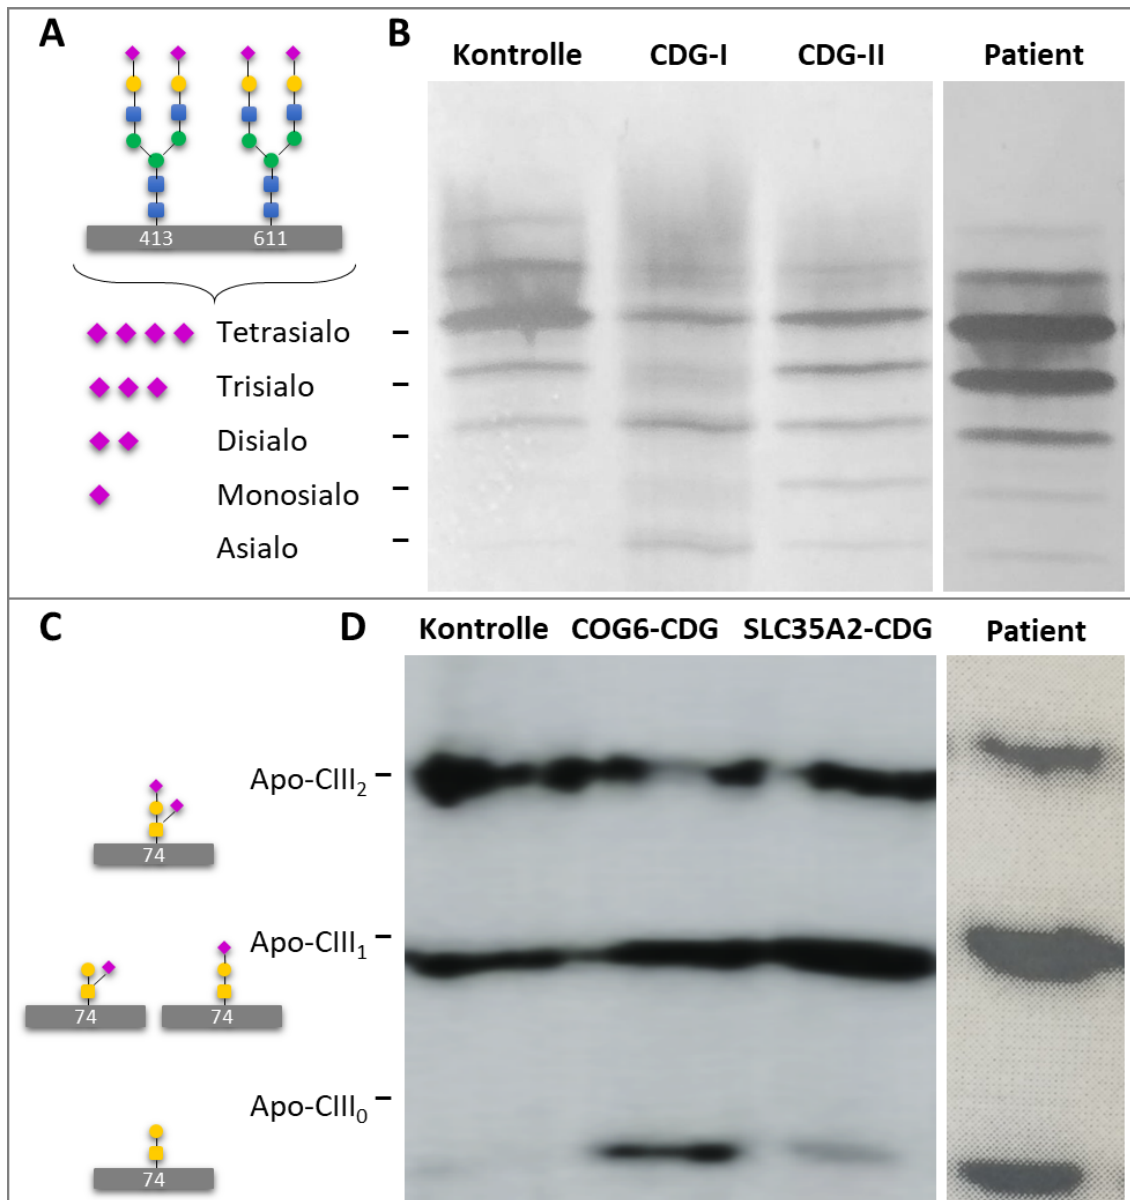 A
B
Kontrolle CDG-I CDG-II Patient
413 611
Tetrasialo
Trisialo
Disialo
Monosialo
Asialo
C
D
Kontrolle COG6-CDG SLC35A2-CDG Patient
Apo-CIII₂
74
Apo-CIII₁
74 74
Apo-CIII₀
74